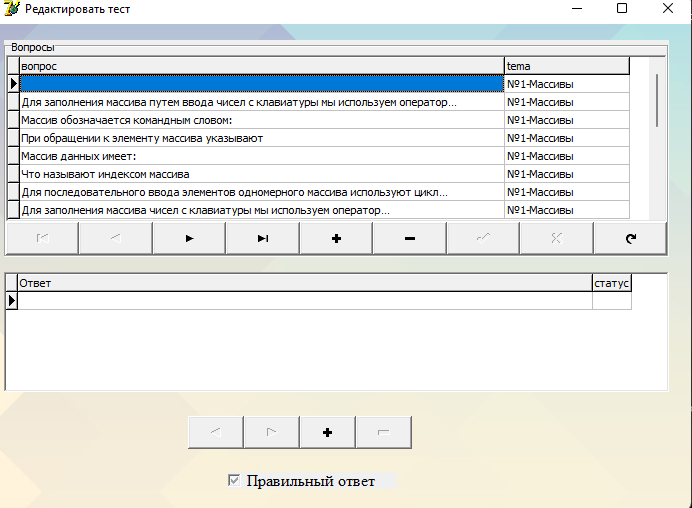 Редактировать тест
Вопросы
вопрос tema
№1-Массивы
Для заполнения массива путем ввода чисел с клавиатуры мы используем оператор... №1-Массивы
Массив обозначается командным словом: №1-Массивы
При обращении к элементу массива указывают №1-Массивы
Массив данных имеет: №1-Массивы
Что называют индексом массива №1-Массивы
Для последовательного ввода элементов одномерного массива используют цикл... №1-Массивы
Для заполнения массива чисел с клавиатуры мы используем оператор... №1-Массивы
Ответ статус
Правильный ответ